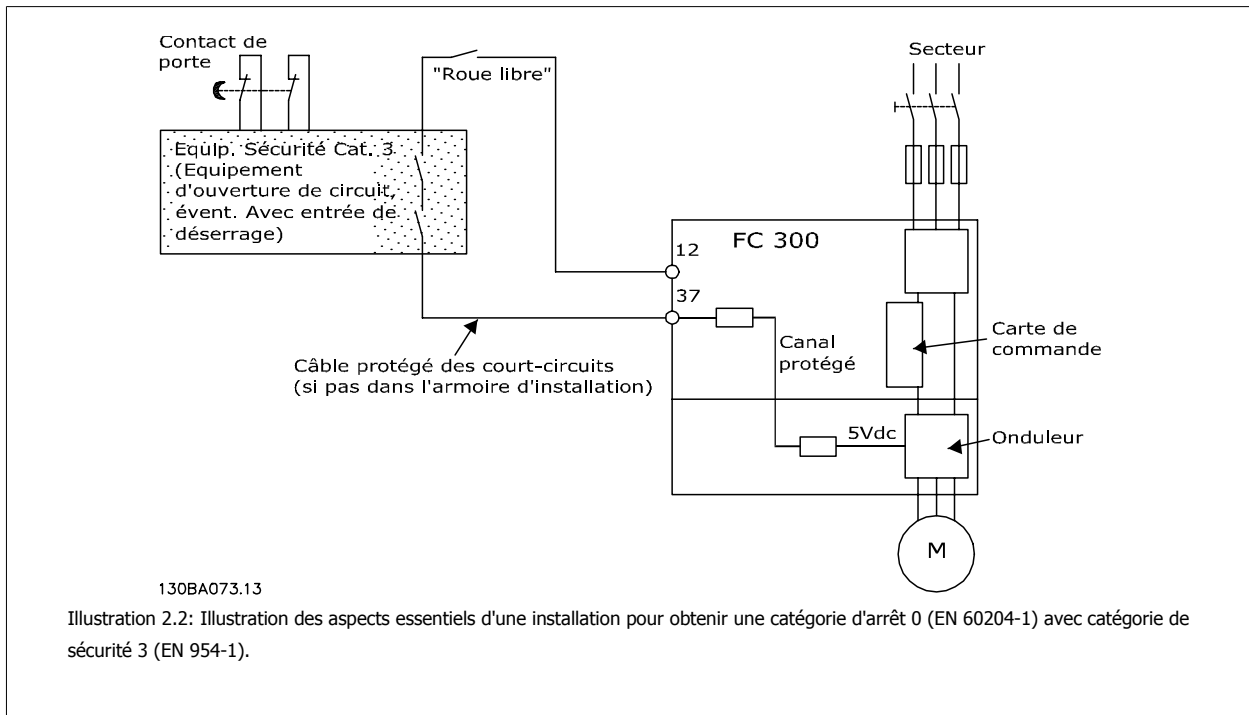 Contact de
porte
"Roue libre"
Secteur
Equip. Sécurité Cat. 3
(Equipement
d'ouverture de circuit,
évent. Avec entrée de
déserrage)
FC 300
12
37
Câble protégé des court-circuits
(si pas dans l'armoire d'installation)
Canal
protégé
Carte de
commande
5Vdc
Onduleur
M
130BA073.13
Illustration 2.2: Illustration des aspects essentiels d'une installation pour obtenir une catégorie d'arrêt 0 (EN 60204-1) avec catégorie de
sécurité 3 (EN 954-1).